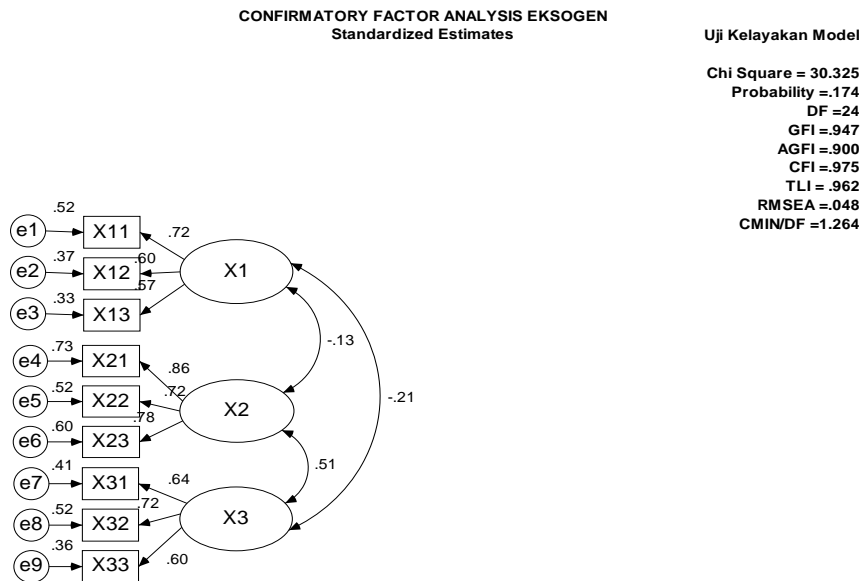 CONFIRMATORY FACTOR ANALYSIS EKSOGEN
Standardized Estimates
Uji Kelayakan Model
Chi Square = 30.325
Probability =.174
DF =24
GFI =.947
AGFI =.900
CFI =.975
TLI = .962
RMSEA =.048
CMIN/DF =1.264
.52
e1
X11
.72
.37
e2
X12
.60
X1
.33
e3
X13
.57
-.13
.73
e4
X21
.86
.52
e5
X22
.72
X2
-.21
.60
e6
X23
.78
.51
.41
e7
X31
.64
.52
e8
X32
.72
X3
.36
e9
X33
.60